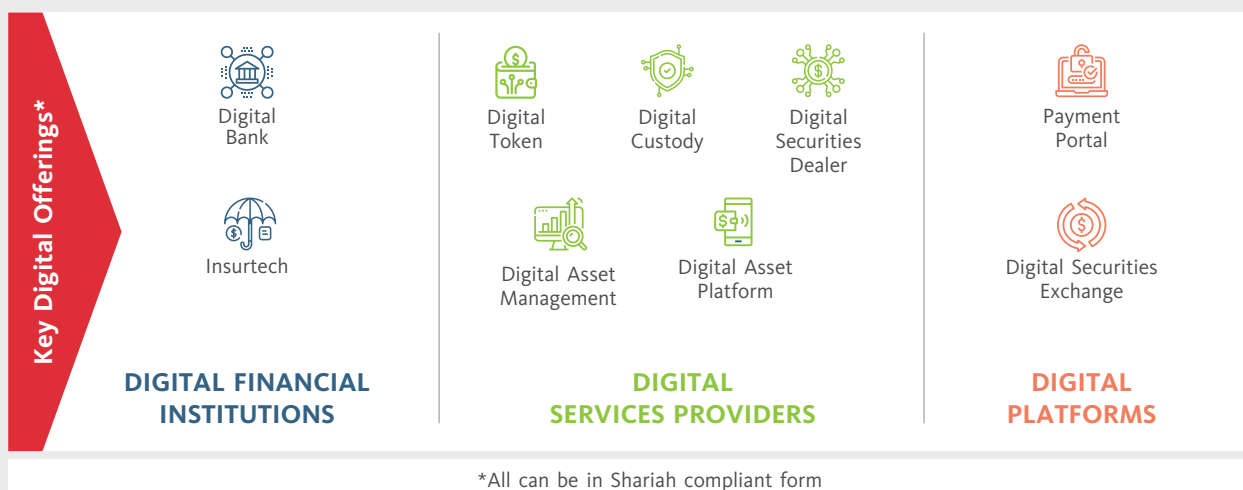 Key Digital Offerings*
Digital
Bank
Insurtech
DIGITAL FINANCIAL
INSTITUTIONS
Digital
Token
Digital
Custody
Digital
Securities
Dealer
Digital Asset
Management
Digital Asset
Platform
DIGITAL
SERVICES PROVIDERS
Payment
Portal
Digital Securities
Exchange
DIGITAL
PLATFORMS
*All can be in Shariah compliant form